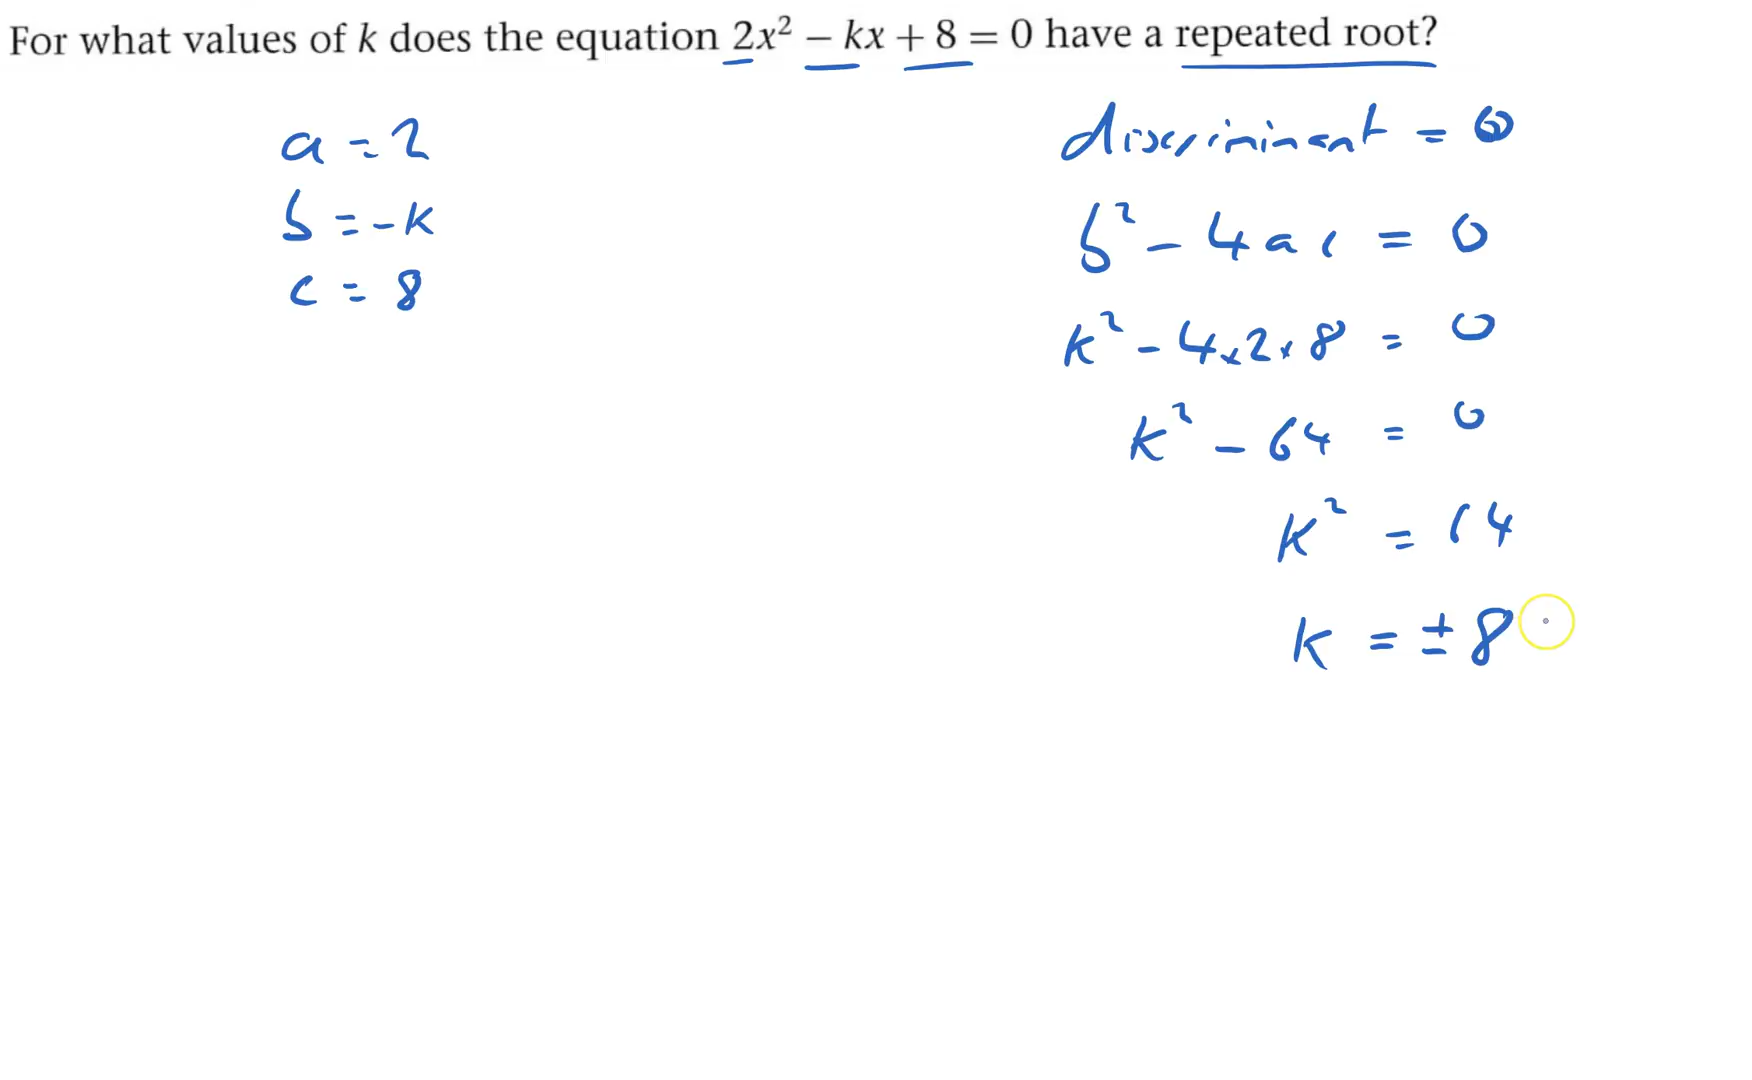 For what values of k does the equation 2x² − kx + 8 = 0 have a repeated root?
a = 2
b = -k
c = 8
discriminant = 0
b² - 4ac = 0
k² - 4×2×8 = 0
k² - 64 = 0
k² = 64
k = ±8